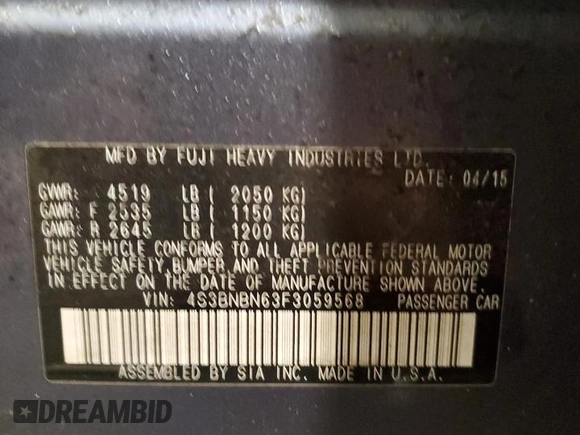 MFD BY FUJI HEAVY INDUSTRIES LTD.
DATE: 04/15
GVWR: 4519 LB ( 2050 KG)
GAWR: F 2535 LB ( 1150 KG)
GAWR: R 2645 LB ( 1200 KG)
THIS VEHICLE CONFORMS TO ALL APPLICABLE FEDERAL MOTOR
VEHICLE SAFETY, BUMPER, AND THEFT PREVENTION STANDARDS
IN EFFECT ON THE DATE OF MANUFACTURE SHOWN ABOVE.
VIN: 4S3BNBN63F3059568 PASSENGER CAR
ASSEMBLED BY SIA INC. MADE IN U.S.A.
DREAMBID